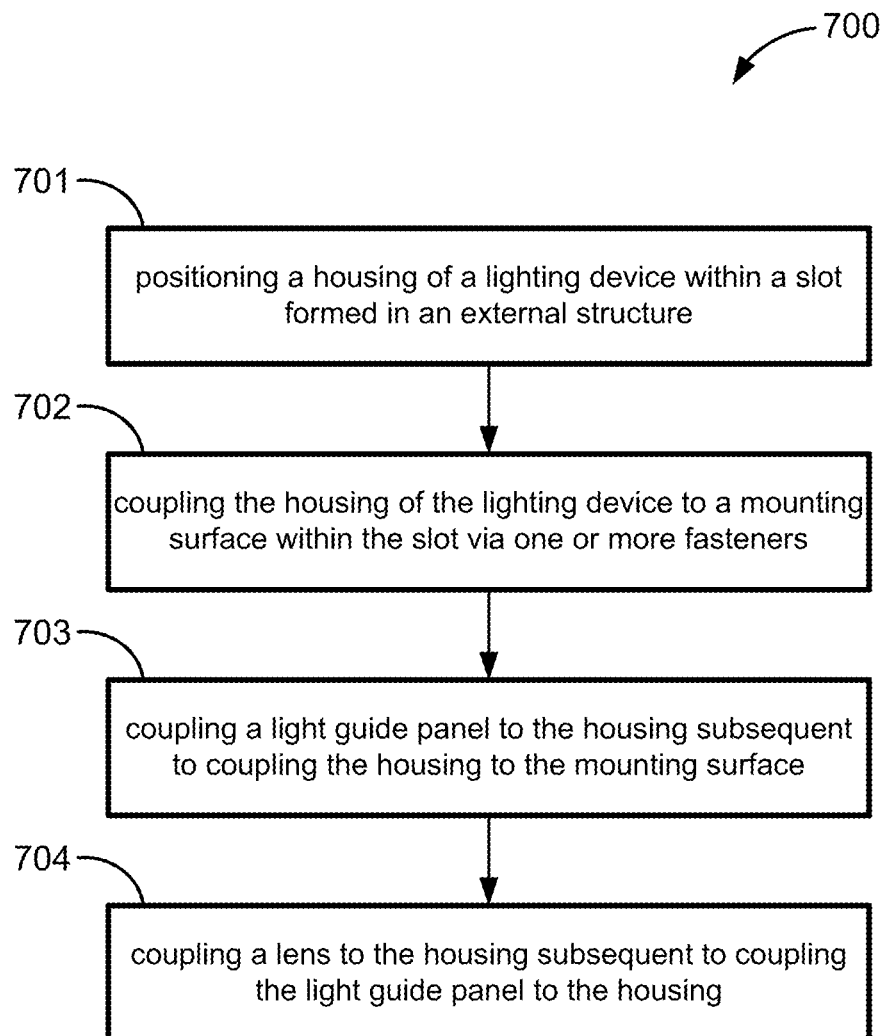 700
701
positioning a housing of a lighting device within a slot
formed in an external structure
702
coupling the housing of the lighting device to a mounting
surface within the slot via one or more fasteners
703
coupling a light guide panel to the housing subsequent
to coupling the housing to the mounting surface
704
coupling a lens to the housing subsequent to coupling
the light guide panel to the housing